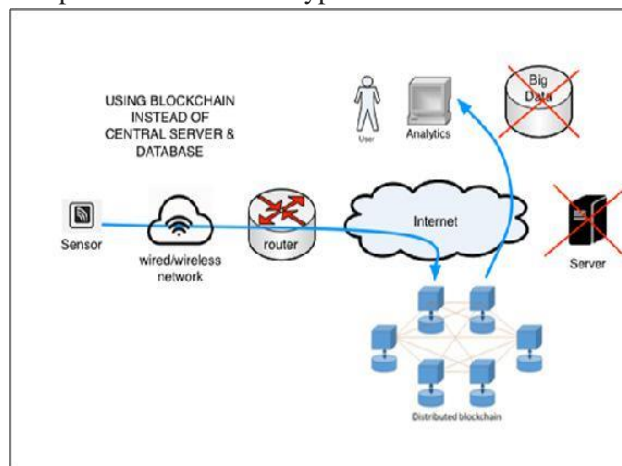 USING BLOCKCHAIN
INSTEAD OF
CENTRAL SERVER &
DATABASE
Big
Data
User
Analytics
Sensor
wired/wireless
network
router
Internet
Server
Distributed blockchain